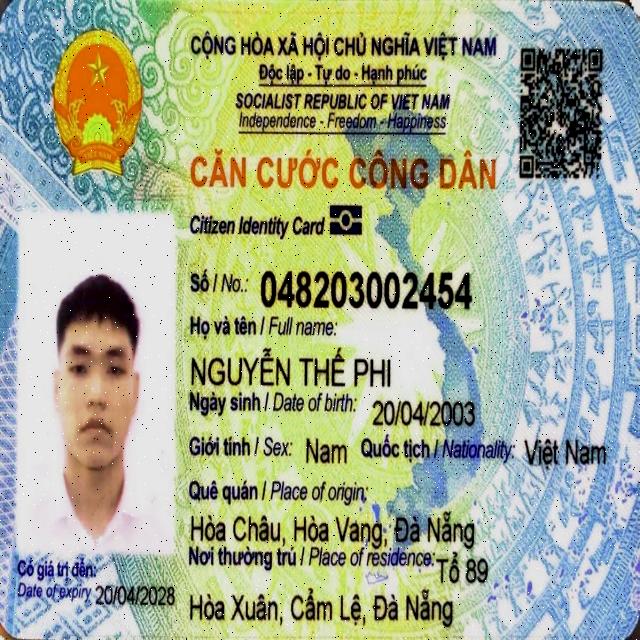 CỘNG HÒA XÃ HỘI CHỦ NGHĨA VIỆT NAM
Độc lập - Tự do - Hạnh phúc
SOCIALIST REPUBLIC OF VIET NAM
Independence - Freedom - Happiness
CĂN CƯỚC CÔNG DÂN
Citizen Identity Card
Số / No.: 048203002454
Họ và tên / Full name:
NGUYỄN THẾ PHI
Ngày sinh / Date of birth: 20/04/2003
Giới tính / Sex: Nam Quốc tịch / Nationality: Việt Nam
Quê quán / Place of origin:
Hòa Châu, Hòa Vang, Đà Nẵng
Nơi thường trú / Place of residence: Tổ 89
Hòa Xuân, Cẩm Lệ, Đà Nẵng
Có giá trị đến:
Date of expiry 20/04/2028